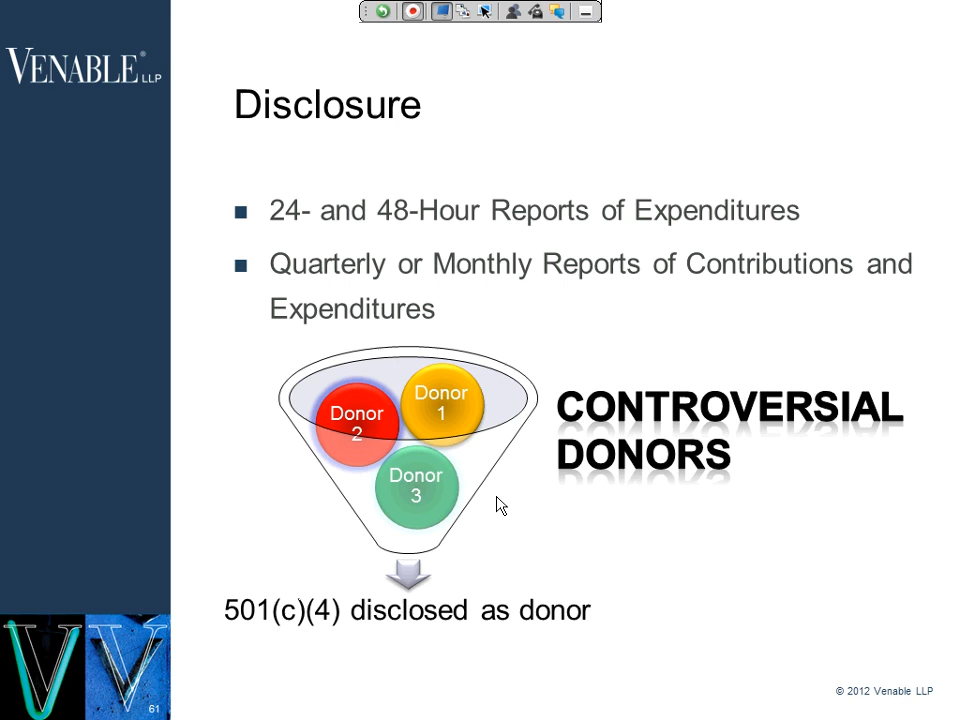 VENABLE® LLP
Disclosure
24- and 48-Hour Reports of Expenditures
Quarterly or Monthly Reports of Contributions and
Expenditures
Donor
1
Donor
2
Donor
3
CONTROVERSIAL
DONORS
501(c)(4) disclosed as donor
© 2012 Venable LLP
61